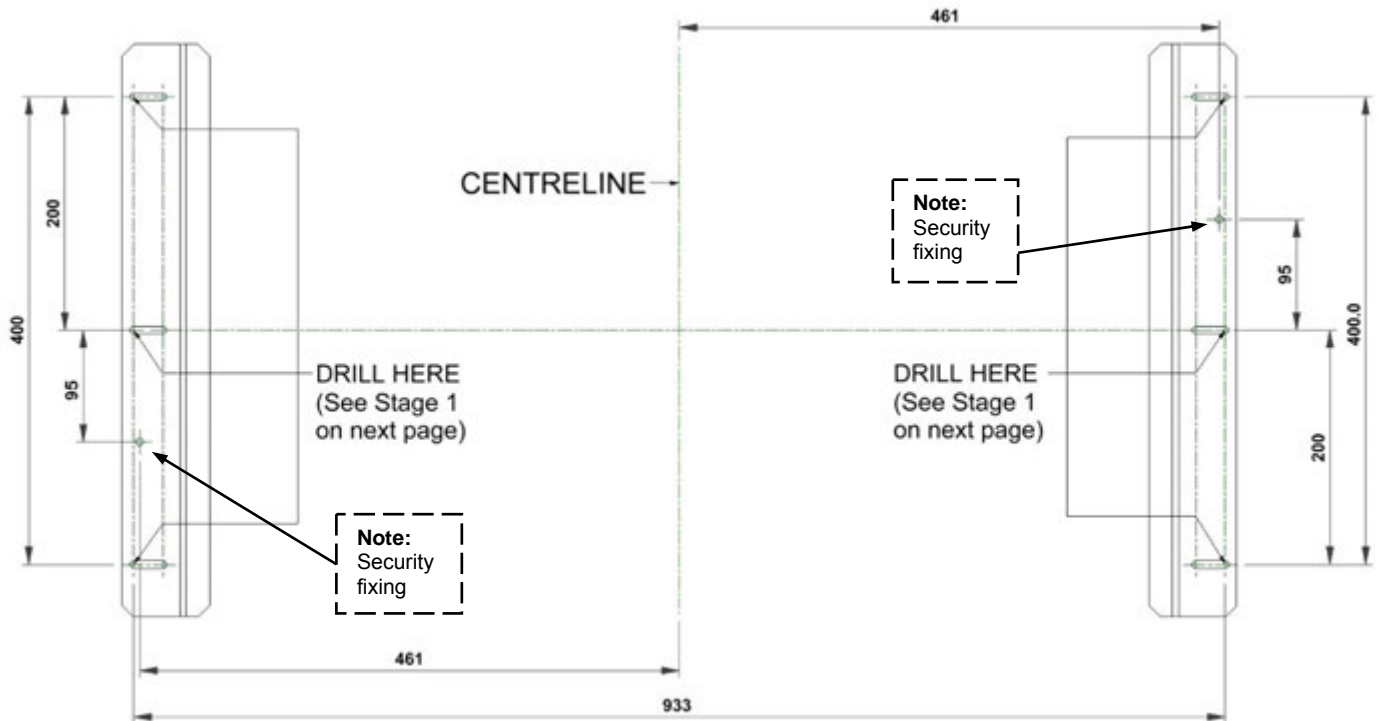 461
CENTRELINE
Note:
Security
fixing
200
400
95
95
400.0
DRILL HERE
(See Stage 1
on next page)
DRILL HERE
(See Stage 1
on next page)
200
Note:
Security
fixing
461
933